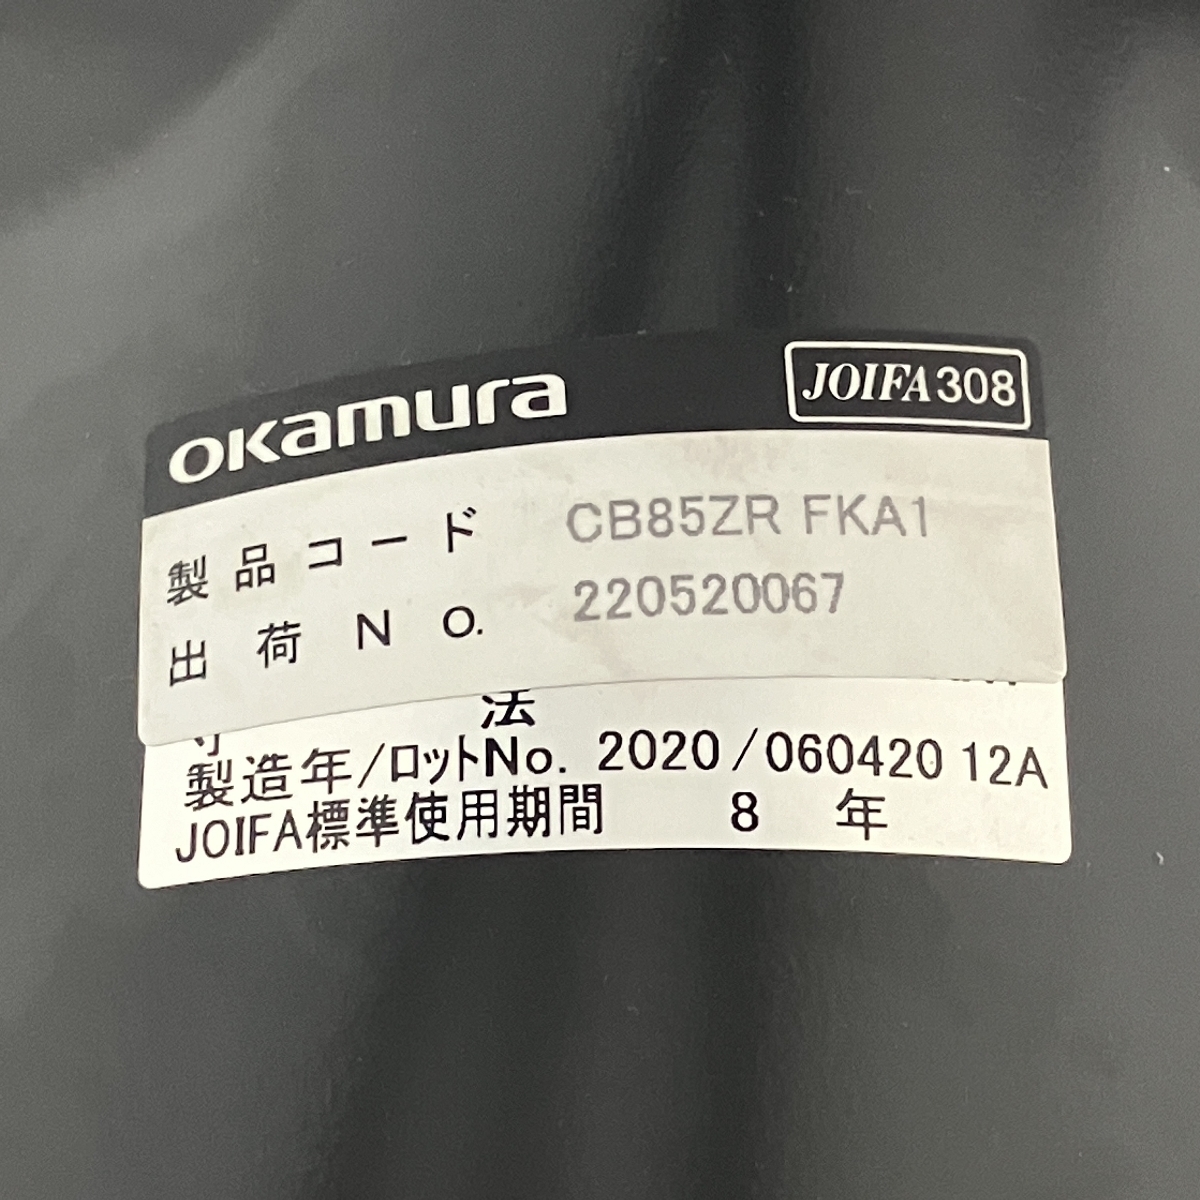 okamura JOIFA308
製品コード CB85ZR FKA1
出荷NO. 220520067
寸法
製造年/ロットNo. 2020/060420 12A
JOIFA標準使用期間 8年